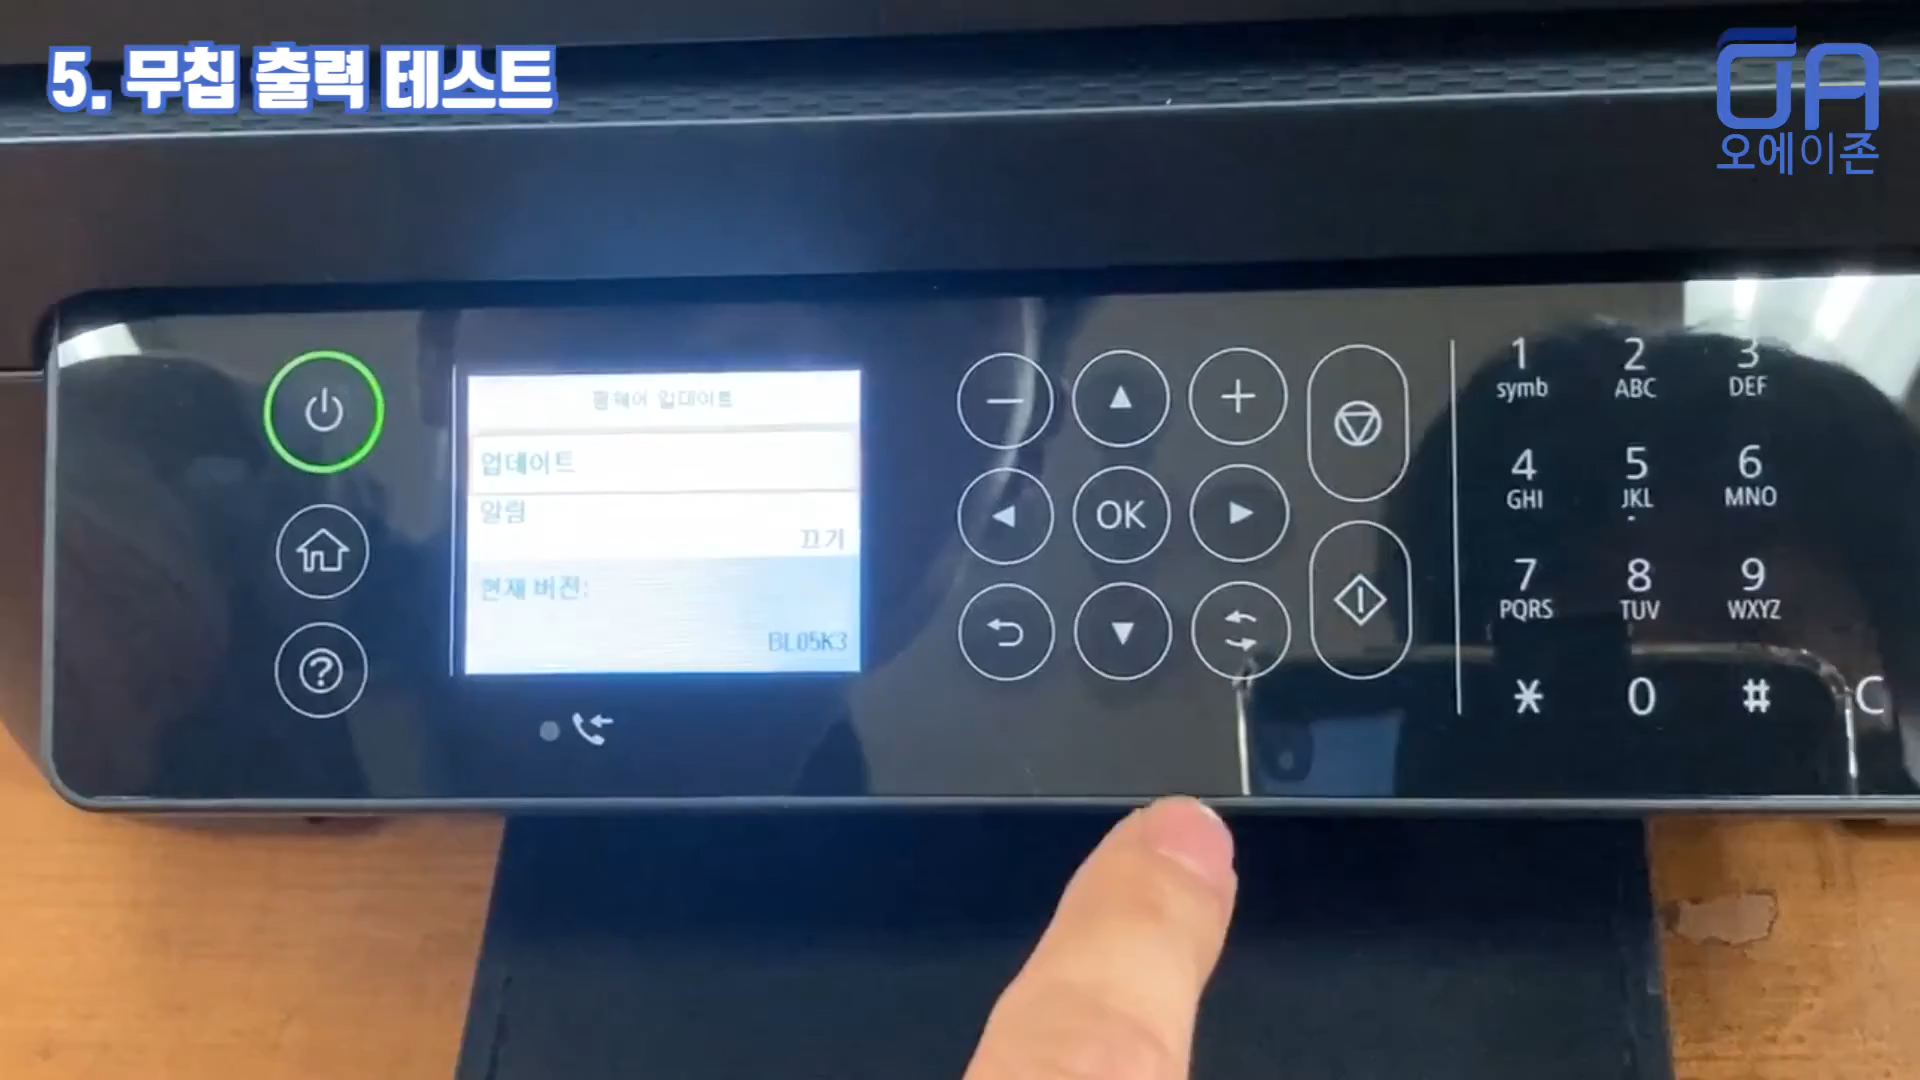 5. 무칩 출력 테스트
OA
오에이존
펌웨어 업데이트
업데이트
알림
끄기
현재 버전:
BL05K3
OK
1 2 3
symb ABC DEF
4 5 6
GHI JKL MNO
7 8 9
PQRS TUV WXYZ
* 0 # C